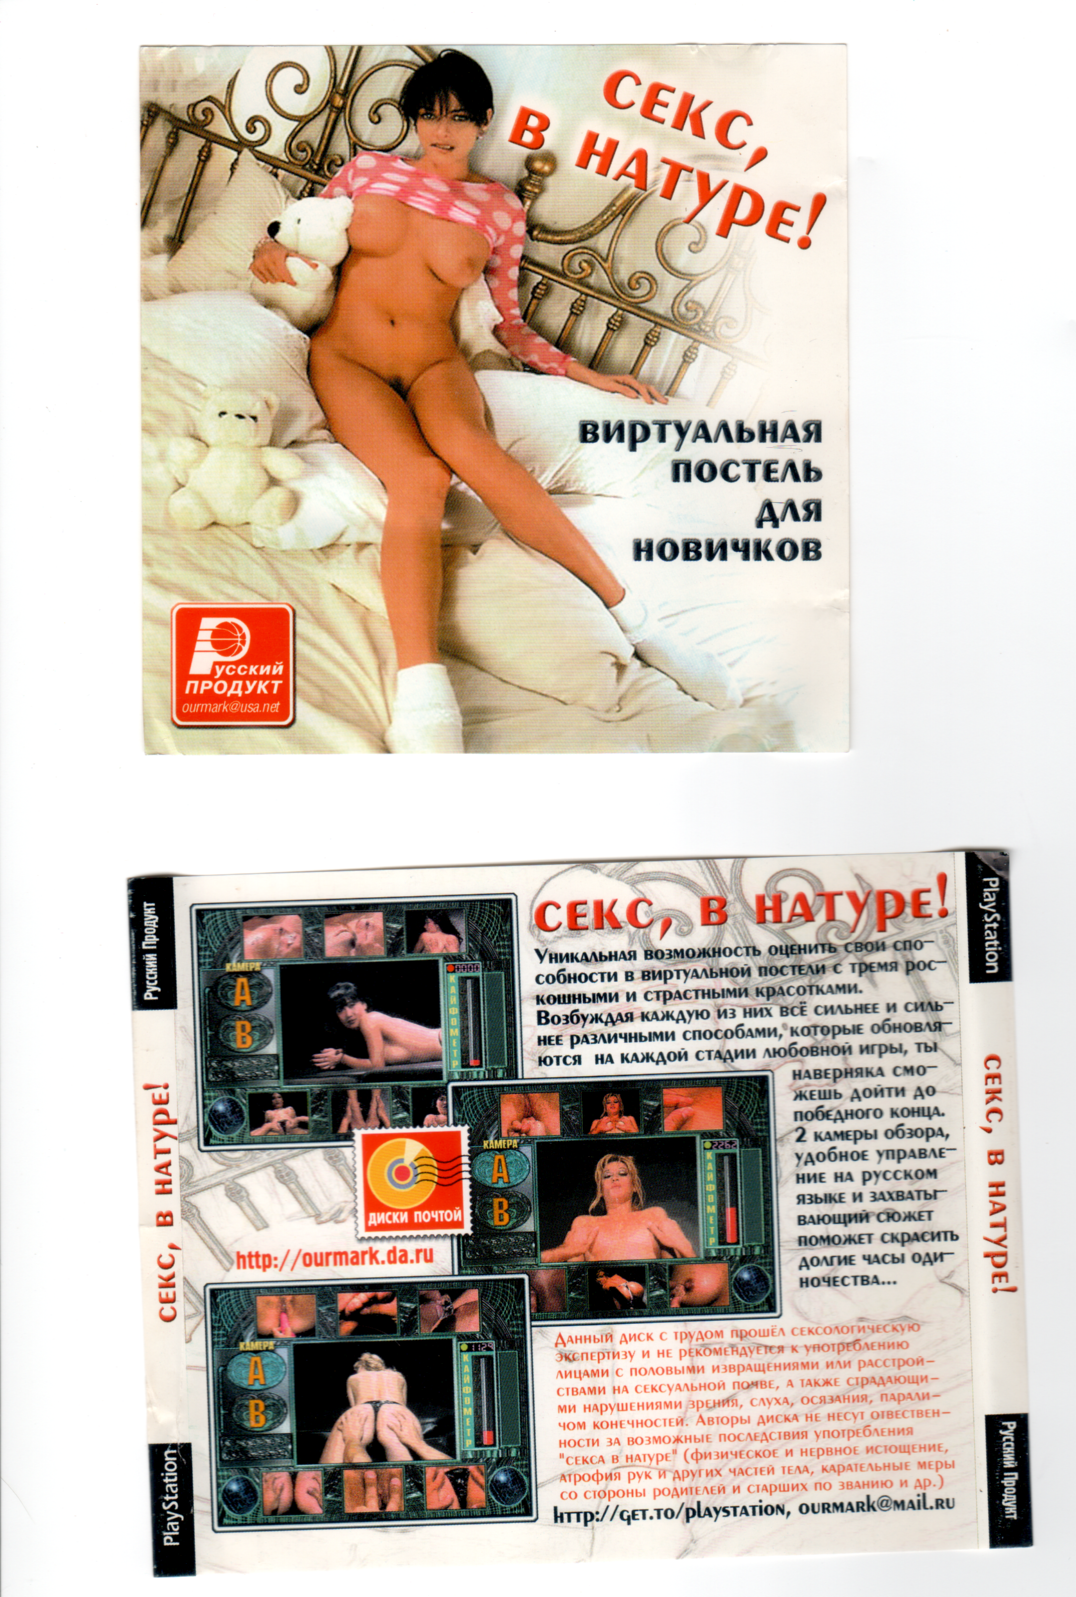 СЕКС,
В НАТУРЕ!
ВИРТУАЛЬНАЯ
ПОСТЕЛЬ
ДЛЯ
НОВИЧКОВ
Русский
ПРОДУКТ
ourmark@usa.net
Русский Продукт
СЕКС, В НАТУРЕ!
PlayStation
КАМЕРА
А
В
0000
КАЙФОМЕТР
КАМЕРА
А
В
2262
КАЙФОМЕТР
ДИСКИ ПОЧТОЙ
http://ourmark.da.ru
КАМЕРА
А
В
КАЙФОМЕТР
СЕКС, В НАТУРЕ!
Уникальная возможность оценить свои спо-
собности в виртуальной постели с тремя рос-
кошными и страстными красотками.
Возбуждая каждую из них всё сильнее и силь-
нее различными способами, которые обновля-
ются на каждой стадии любовной игры, ты
наверняка смо-
жешь дойти до
победного конца.
2 камеры обзора,
удобное управле-
ние на русском
языке и захваты-
вающий сюжет
поможет скрасить
долгие часы оди-
ночества...
Данный диск с трудом прошёл сексологическую
экспертизу и не рекомендуется к употреблению
лицами с половыми извращениями или расстрой-
ствами на сексуальной почве, а также страдающи-
ми нарушениями зрения, слуха, осязания, парали-
чом конечностей. Авторы диска не несут ответствен-
ности за возможные последствия употребления
"секса в натуре" (физическое и нервное истощение,
атрофия рук и других частей тела, карательные меры
со стороны родителей и старших по званию и др.)
http://get.to/playstation, ourmark@mail.ru
PlayStation
СЕКС, В НАТУРЕ!
Русский Продукт